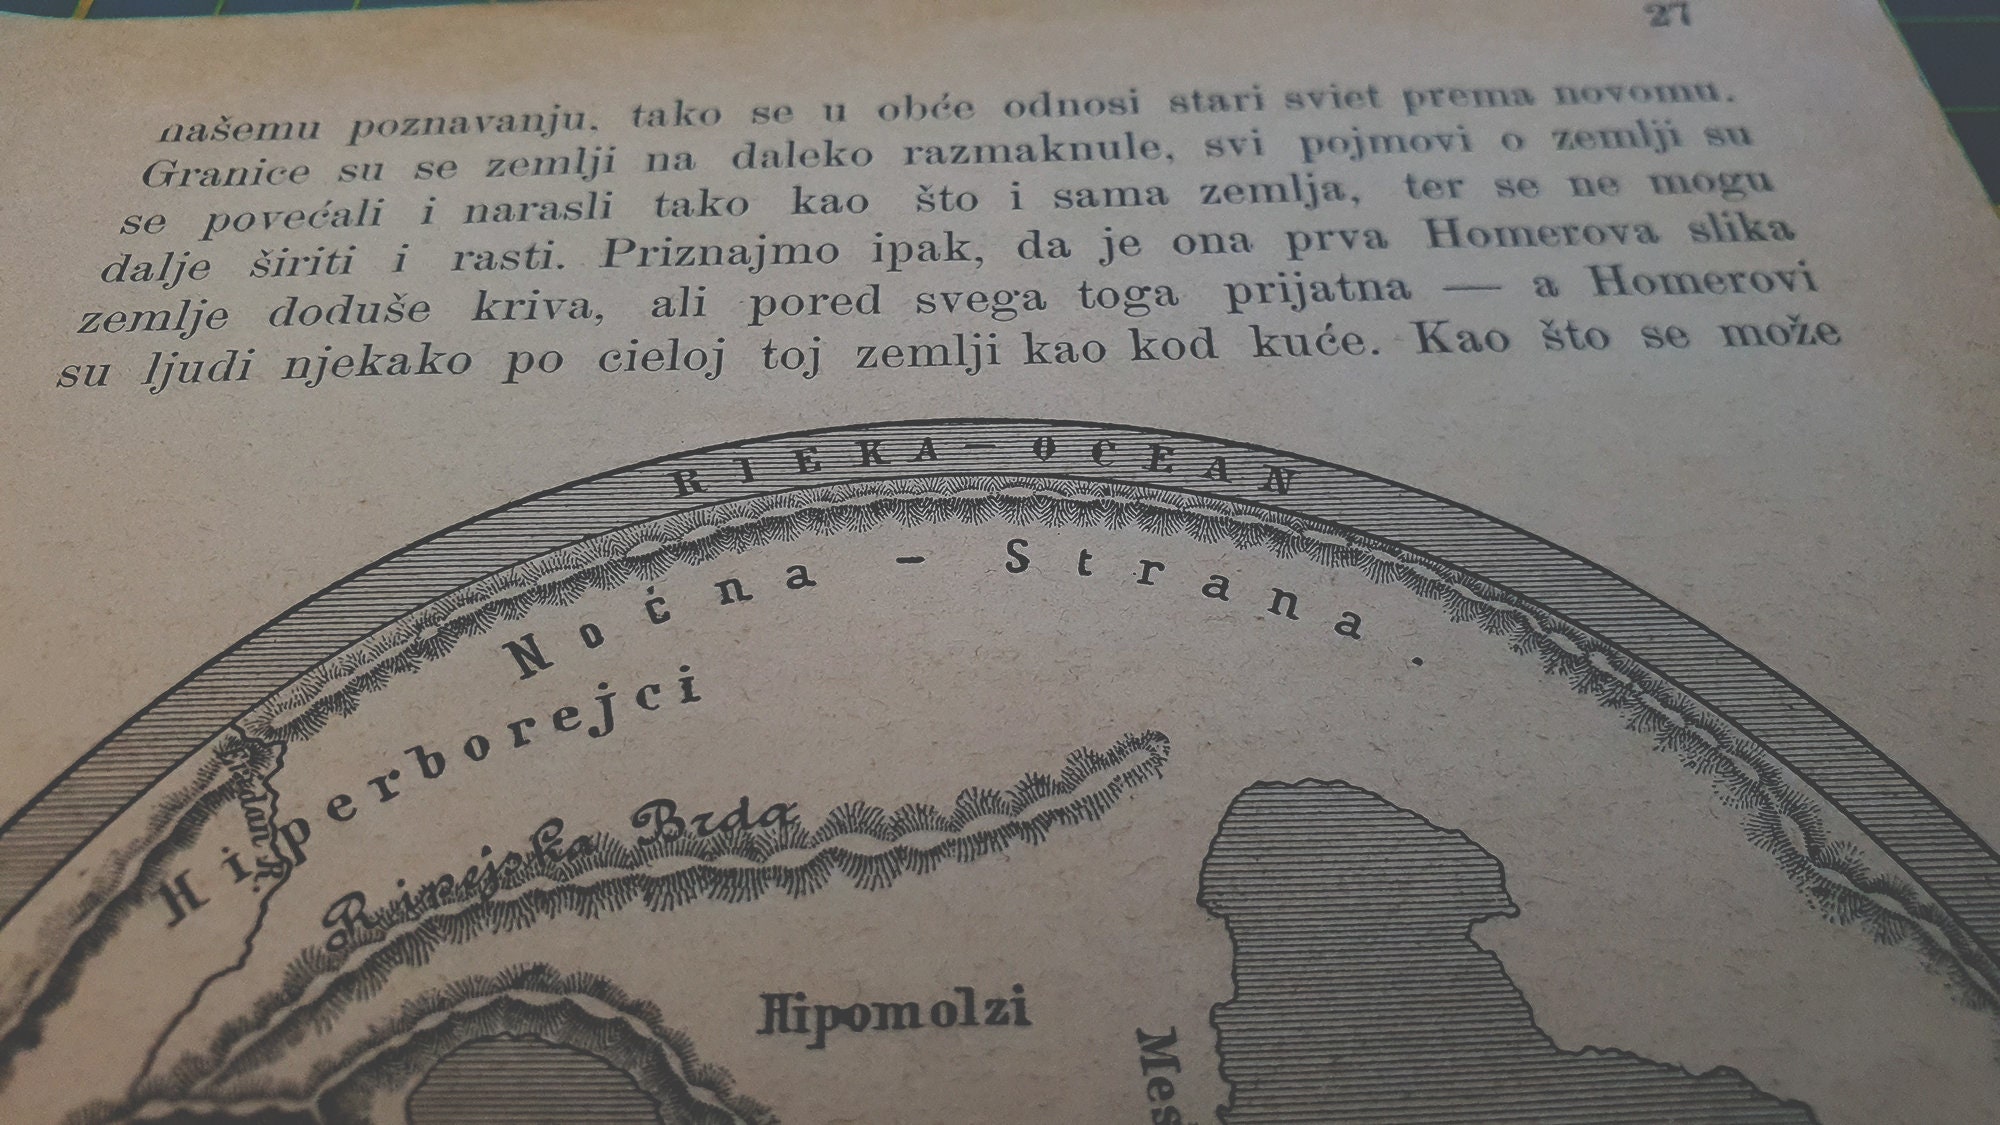 27
našemu poznavanju, tako se u obće odnosi stari sviet prema novomu.
Granice su se zemlji na daleko razmaknule, svi pojmovi o zemlji su
se povećali i narasli tako kao što i sama zemlja, ter se ne mogu
dalje širiti i rasti. Priznajmo ipak, da je ona prva Homerova slika
zemlje doduše kriva, ali pored svega toga prijatna — a Homerovi
su ljudi njekako po cieloj toj zemlji kao kod kuće. Kao što se može
RIEKA—OCEAN
Noćna - Strana.
Hiperborejci
Eridan R.
Ripejska Brda
Hipomolzi
Mes